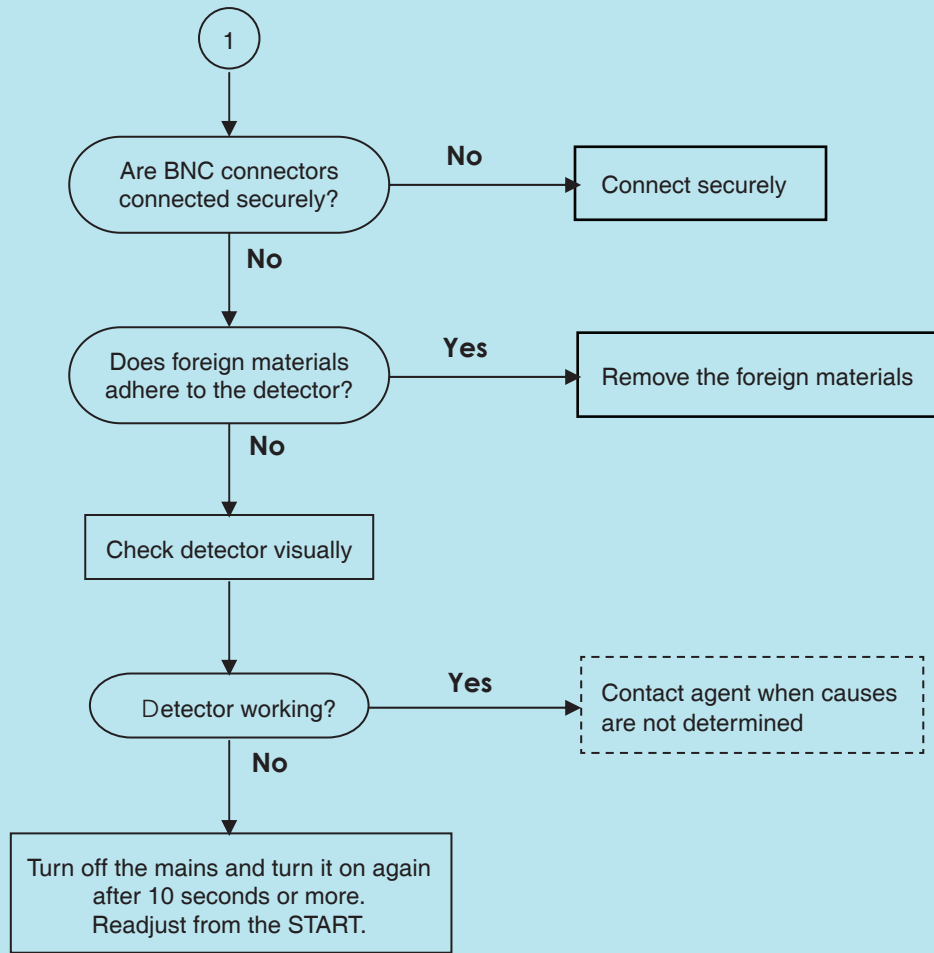 1
Are BNC connectors
connected securely?
No
Connect securely
No
Does foreign materials
adhere to the detector?
Yes
Remove the foreign materials
No
Check detector visually
Detector working?
Yes
Contact agent when causes
are not determined
No
Turn off the mains and turn it on again
after 10 seconds or more.
Readjust from the START.